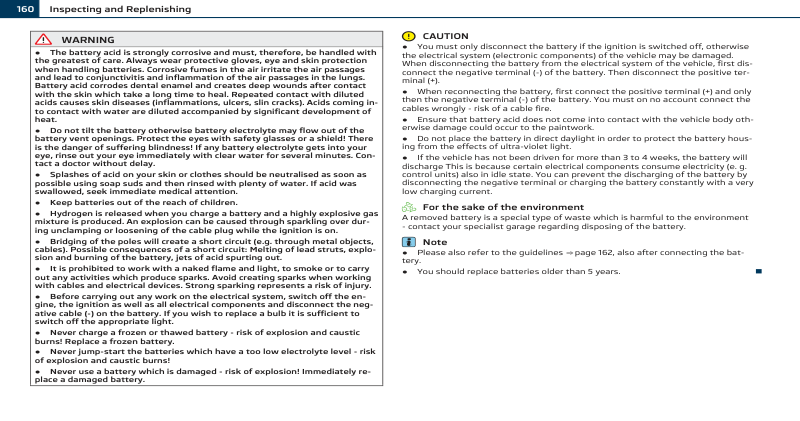 160 Inspecting and Replenishing
WARNING
● The battery acid is strongly corrosive and must, therefore, be handled with
the greatest of care. Always wear protective gloves, eye and skin protection
when handling batteries. Corrosive fumes in the air irritate the air passages
and lead to conjunctivitis and inflammation of the air passages in the lungs.
Battery acid corrodes dental enamel and creates deep wounds after contact
with the skin which take a long time to heal. Repeated contact with diluted
acids causes skin diseases (inflammations, ulcers, slin cracks). Acids coming in-
to contact with water are diluted accompanied by significant development of
heat.
● Do not tilt the battery otherwise battery electrolyte may flow out of the
battery vent openings. Protect the eyes with safety glasses or a shield! There
is the danger of suffering blindness! If any electrolyte gets into your
eye, rinse out your eye immediately with clear water for several minutes. Con-
tact a doctor without delay.
● Splashes of acid on your skin or clothes should be neutralised as soon as
possible using soap suds and then rinsed with plenty of water. If acid was
swallowed, seek immediate medical attention.
● Keep batteries out of the reach of children.
● Hydrogen is released when you charge a battery and a highly explosive gas
mixture is produced. An explosion can be caused through sparkling over dur-
ing unclamping or loosening of the cable plug while the ignition is on.
● Bridging of the poles will create a short circuit (e.g. through metal objects,
cables). Possible consequences of a short circuit: Melting of lead struts, explo-
sion and burning of the battery, jets of acid spurting out.
● It is prohibited to work with a naked flame and light, to smoke or to carry
out any activities which produce sparks. Avoid creating sparks when working
with cables and electrical devices. Strong sparking represents a risk of injury.
● Before carrying out any work on the electrical system, switch off the en-
gine, the ignition as well as all electrical components and disconnect the neg-
ative cable (-) on the battery. If you wish to replace a bulb it is sufficient to
switch off the appropriate light.
● Never charge a frozen or thawed battery - risk of explosion and caustic
burns! Replace a frozen battery.
● Never jump-start the batteries which have a too low electrolyte level - risk
of explosion and caustic burns!
● Never use a battery which is damaged - risk of explosion! Immediately re-
place a damaged battery.
CAUTION
● You must only disconnect the battery if the ignition is switched off, otherwise
the electrical system (electronic components) of the vehicle may be damaged.
When disconnecting the battery from the electrical system of the vehicle, first dis-
connect the negative terminal (-) of the battery. Then disconnect the positive ter-
minal (+).
● When reconnecting the battery, first connect the positive terminal (+) and only
then the negative terminal (-) of the battery. You must on no account connect the
cables wrongly - risk of a cable fire.
● Ensure that battery acid does not come into contact with the vehicle body oth-
erwise damage could occur to the paintwork.
● Do not place the battery in direct daylight in order to protect the battery hous-
ing from the effects of ultra-violet light.
● If the vehicle has not been driven for more than 3 to 4 weeks, the battery will
discharge This is because certain electrical components consume electricity (e. g.
control units) also in idle state. You can prevent the discharging of the battery by
disconnecting the negative terminal or charging the battery constantly with a very
low charging current.
For the sake of the environment
A removed battery is a special type of waste which is harmful to the environment
- contact your specialist garage regarding disposing of the battery.
Note
● Please also refer to the guidelines ⇒ page 162, also after connecting the bat-
tery.
● You should replace batteries older than 5 years.